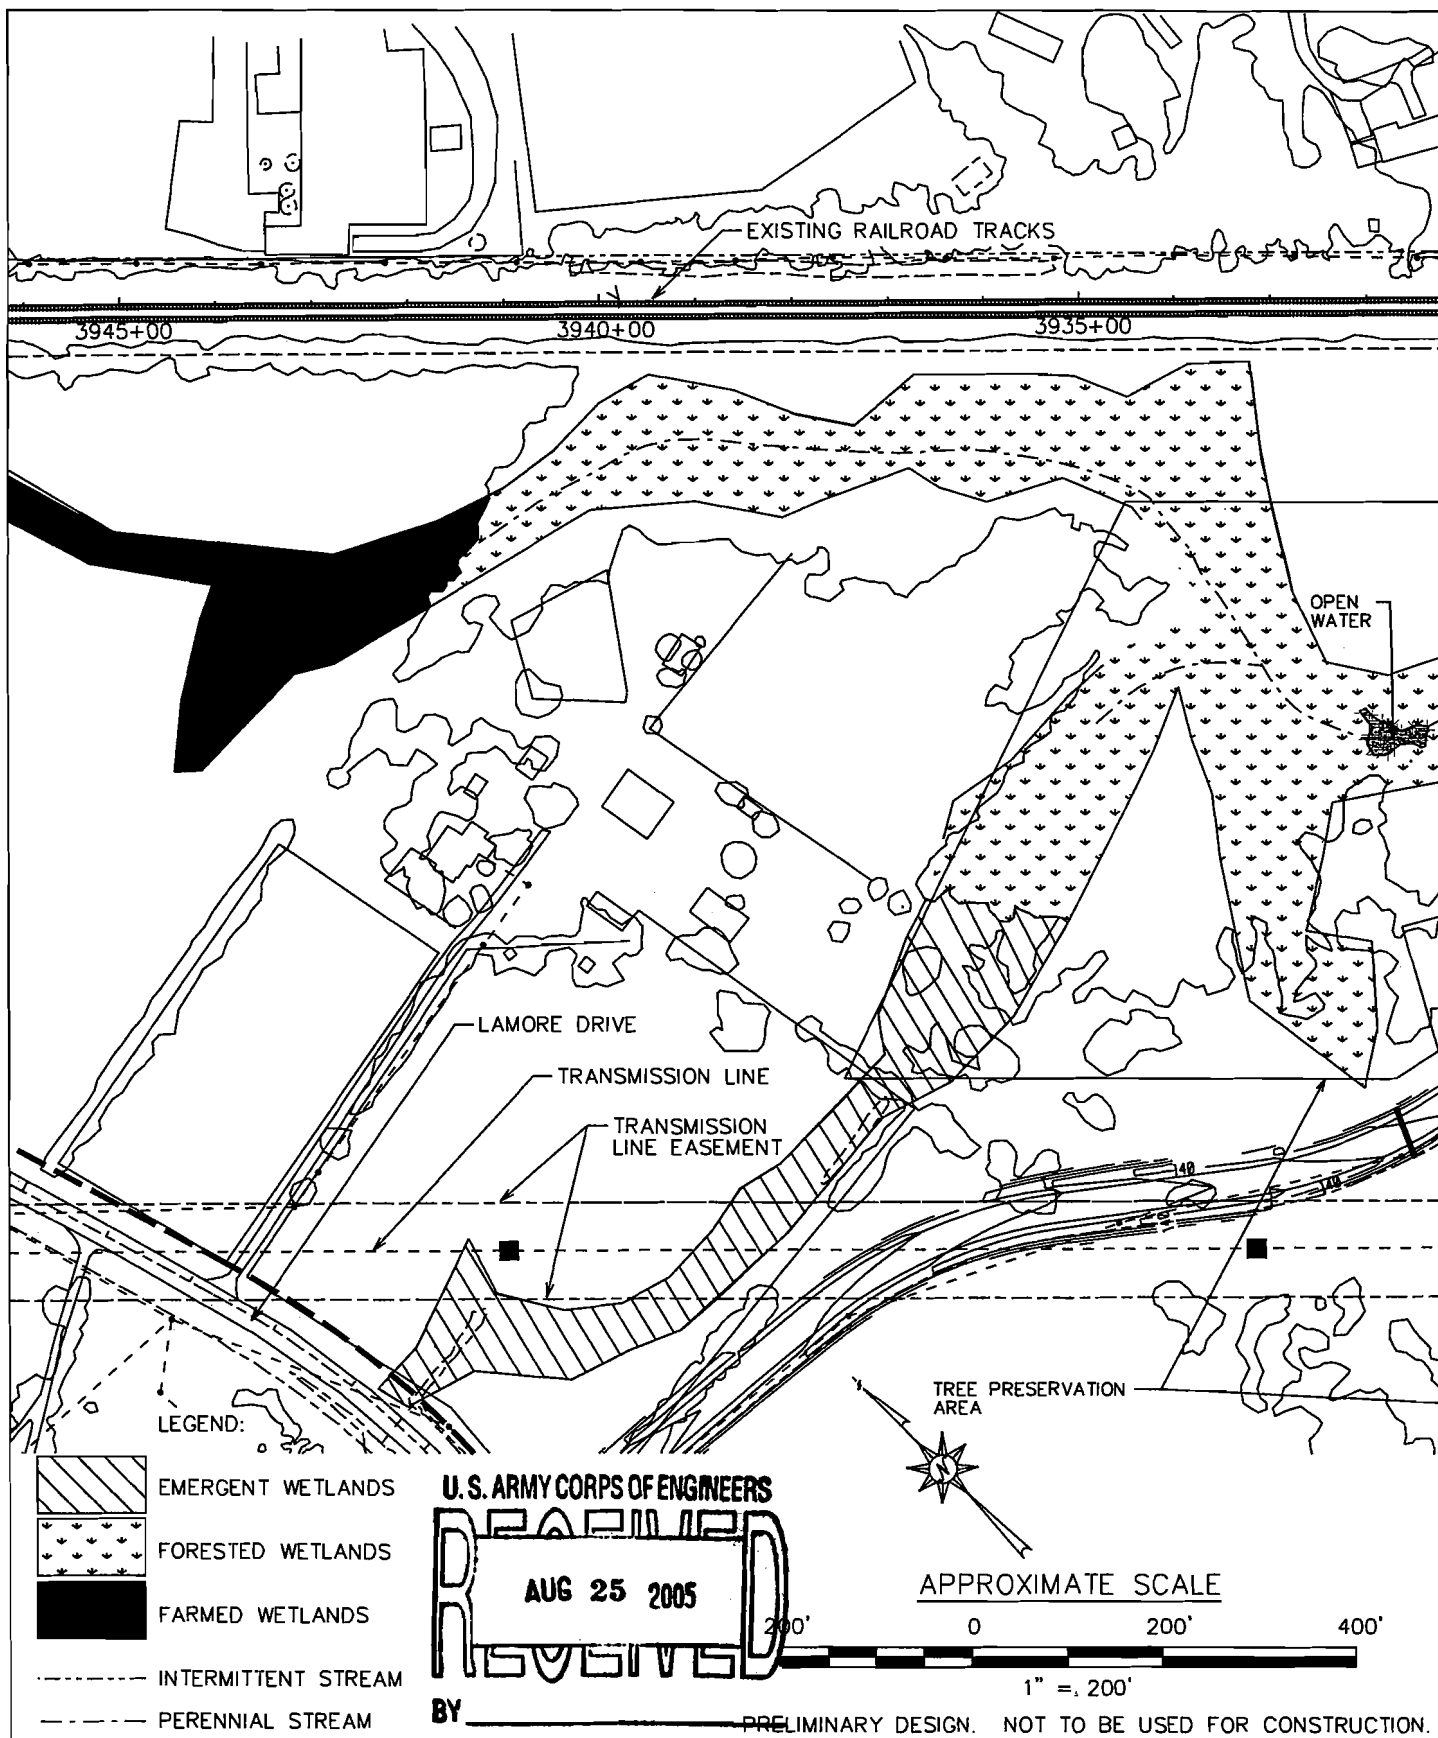 EXISTING RAILROAD TRACKS
3945+00
3940+00
3935+00
OPEN
WATER
LAMORE DRIVE
TRANSMISSION LINE
TRANSMISSION
LINE EASEMENT
40
40
TREE PRESERVATION
AREA
LEGEND:
EMERGENT WETLANDS
FORESTED WETLANDS
FARMED WETLANDS
INTERMITTENT STREAM
PERENNIAL STREAM
U. S. ARMY CORPS OF ENGINEERS
RECEIVED
AUG 25 2005
RECEIVED
BY
N
APPROXIMATE SCALE
200' 0 200' 400'
1" = 200'
PRELIMINARY DESIGN. NOT TO BE USED FOR CONSTRUCTION.